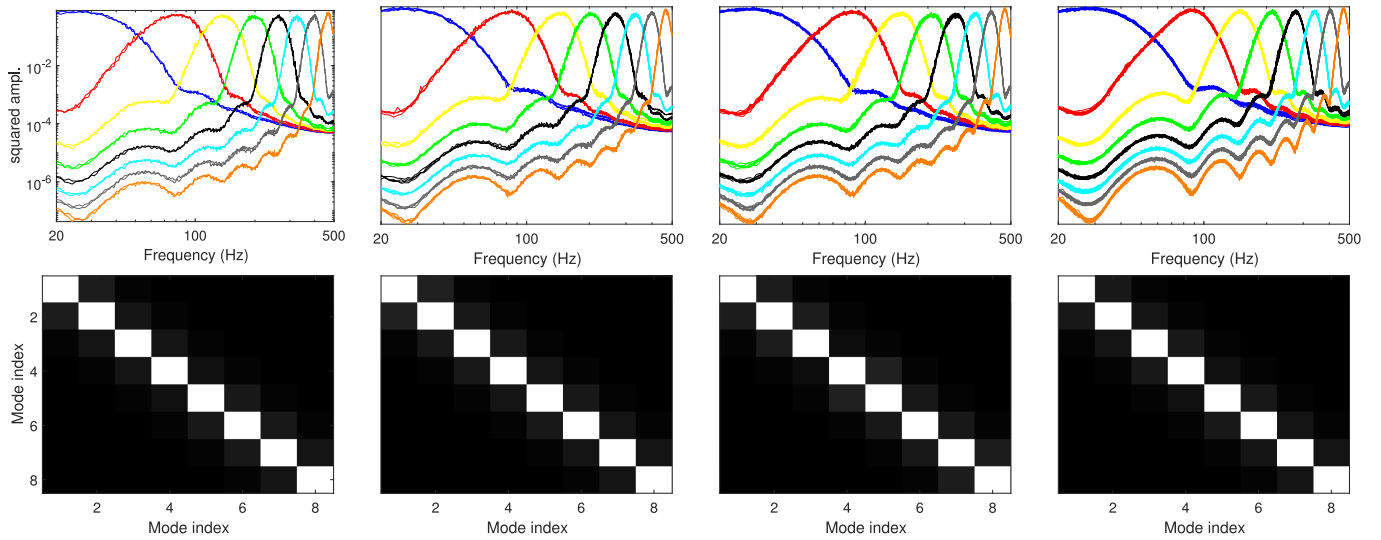 squared ampl.
10-2
10-4
10-6
20 100 500
Frequency (Hz)
20 100 500
Frequency (Hz)
20 100 500
Frequency (Hz)
20 100 500
Frequency (Hz)
Mode index
2
4
6
8
2 4 6 8
Mode index
2 4 6 8
Mode index
2 4 6 8
Mode index
2 4 6 8
Mode index